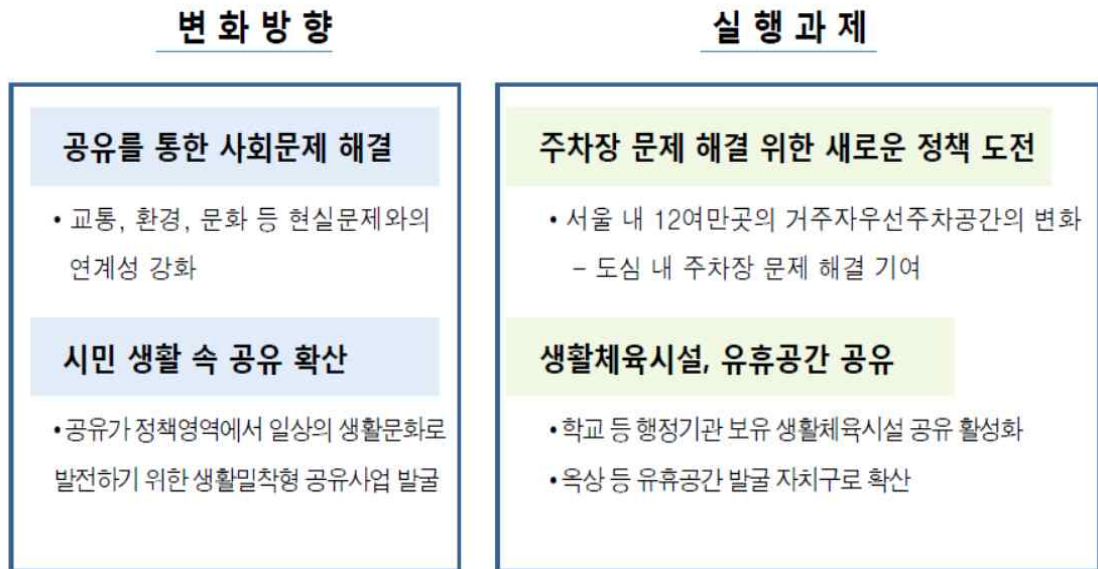 변 화 방 향
공유를 통한 사회문제 해결
• 교통, 환경, 문화 등 현실문제와의
연계성 강화
시민 생활 속 공유 확산
• 공유가 정책영역에서 일상의 생활문화로
발전하기 위한 생활밀착형 공유사업 발굴
실 행 과 제
주차장 문제 해결 위한 새로운 정책 도전
• 서울 내 12여만곳의 거주자우선주차공간의 변화
– 도심 내 주차장 문제 해결 기여
생활체육시설, 유휴공간 공유
• 학교 등 행정기관 보유 생활체육시설 공유 활성화
• 옥상 등 유휴공간 발굴 자치구로 확산